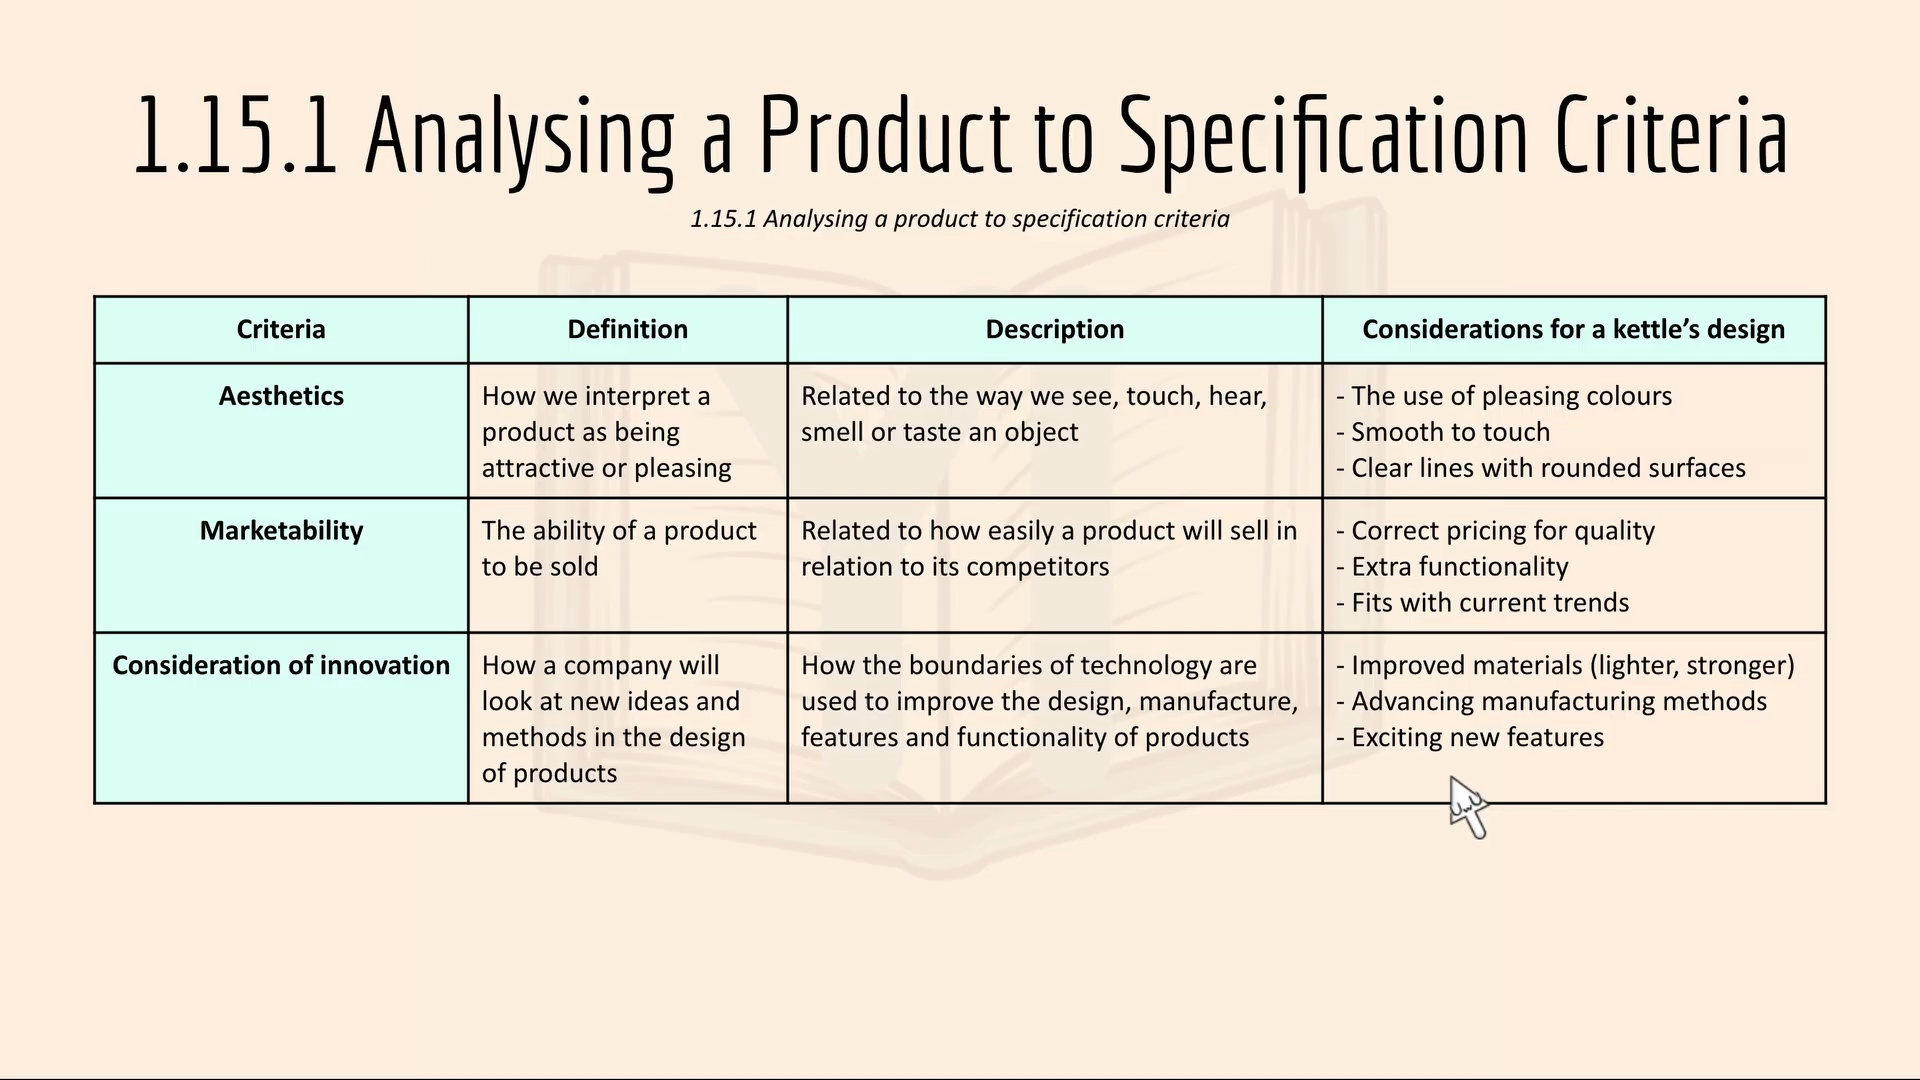 1.15.1 Analysing a Product to Specification Criteria
1.15.1 Analysing a product to specification criteria
Criteria
Definition
Description
Considerations for a kettle’s design
Aesthetics
How we interpret a
product as being
attractive or pleasing
Related to the way we see, touch, hear,
smell or taste an object
- The use of pleasing colours
- Smooth to touch
- Clear lines with rounded surfaces
Marketability
The ability of a product
to be sold
Related to how easily a product will sell in
relation to its competitors
- Correct pricing for quality
- Extra functionality
- Fits with current trends
Consideration of innovation
How a company will
look at new ideas and
methods in the design
of products
How the boundaries of technology are
used to improve the design, manufacture,
features and functionality of products
- Improved materials (lighter, stronger)
- Advancing manufacturing methods
- Exciting new features